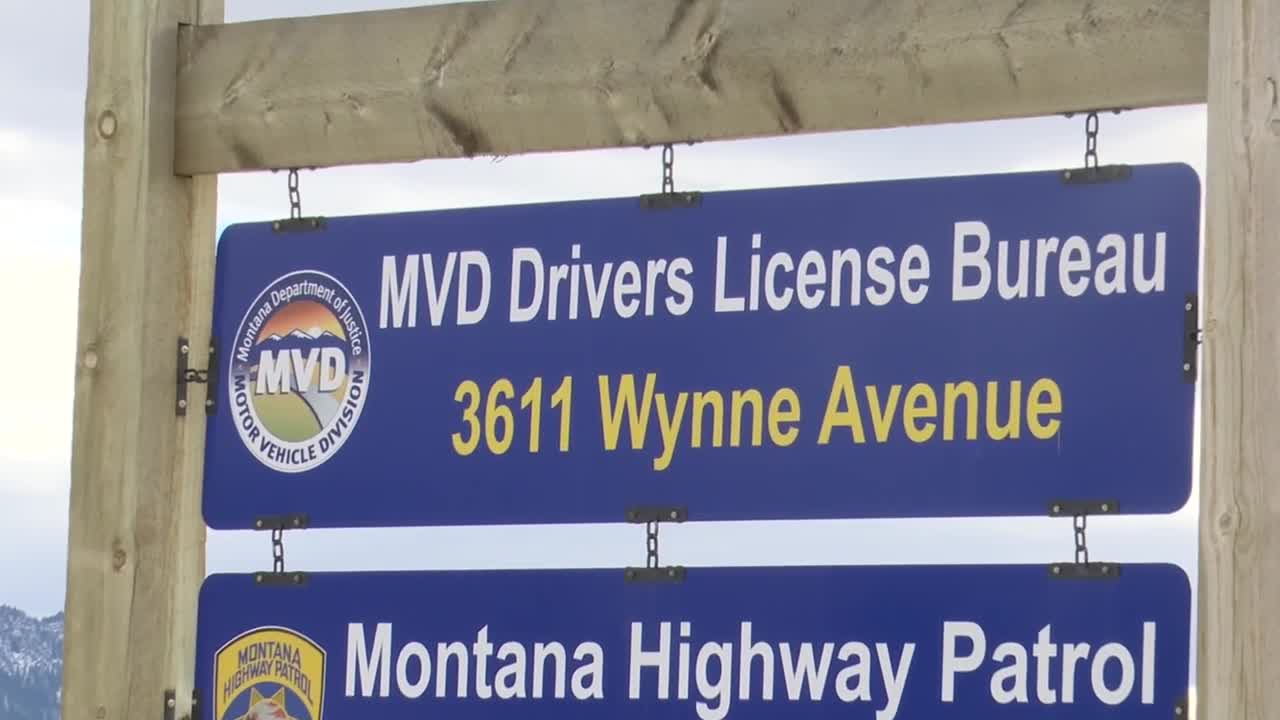 MVD Drivers License Bureau
3611 Wynne Avenue
Montana Department of Justice
MVD
MOTOR VEHICLE DIVISION
Montana Highway Patrol
MONTANA
HIGHWAY PATROL